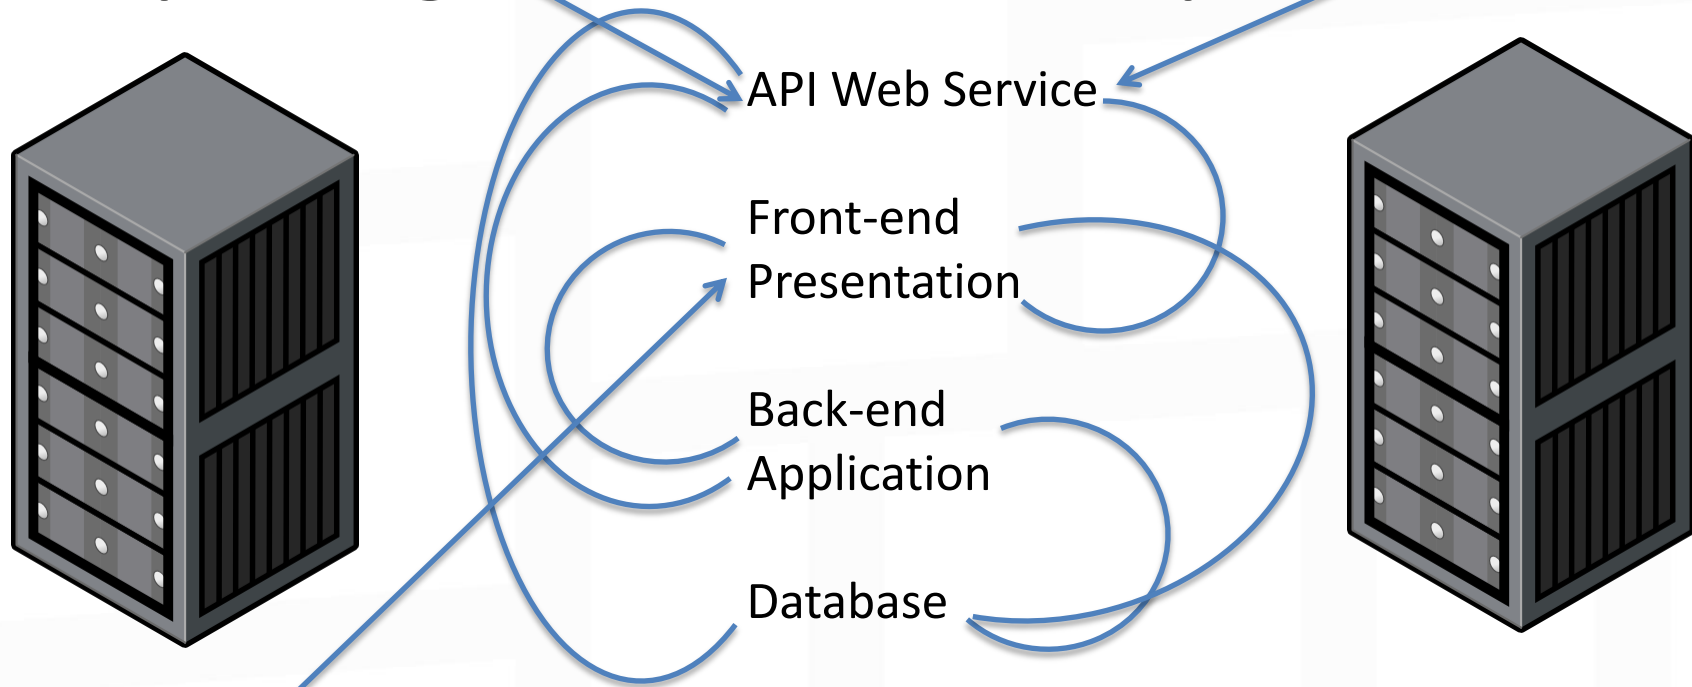 API Web Service
Front-end
Presentation
Back-end
Application
Database